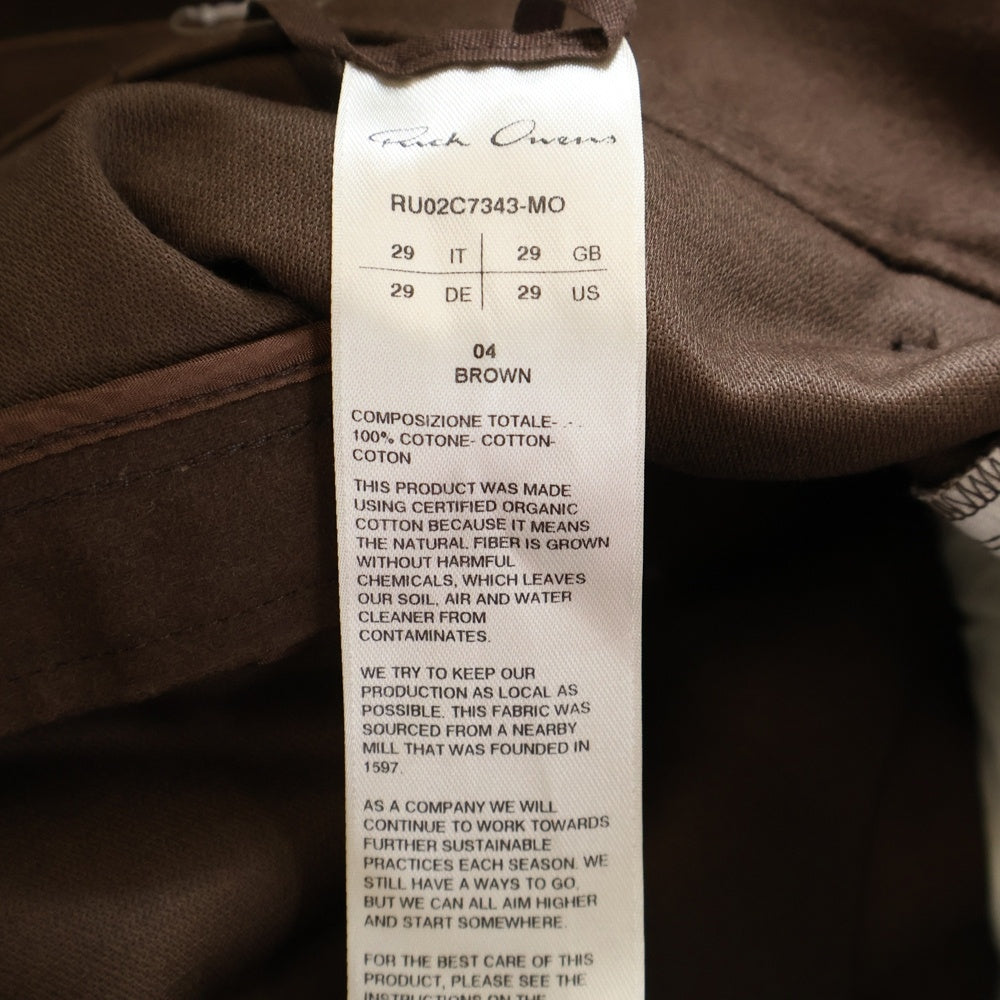 Rick Owens
RU02C7343-MO
29 IT 29 GB
29 DE 29 US
04
BROWN
COMPOSIZIONE TOTALE- .- .
100% COTONE- COTTON-
COTON
THIS PRODUCT WAS MADE
USING CERTIFIED ORGANIC
COTTON BECAUSE IT MEANS
THE NATURAL FIBER IS GROWN
WITHOUT HARMFUL
CHEMICALS, WHICH LEAVES
OUR SOIL, AIR AND WATER
CLEANER FROM
CONTAMINATES.
WE TRY TO KEEP OUR
PRODUCTION AS LOCAL AS
POSSIBLE. THIS FABRIC WAS
SOURCED FROM A NEARBY
MILL THAT WAS FOUNDED IN
1597.
AS A COMPANY WE WILL
CONTINUE TO WORK TOWARDS
FURTHER SUSTAINABLE
PRACTICES EACH SEASON. WE
STILL HAVE A WAYS TO GO,
BUT WE CAN ALL AIM HIGHER
AND START SOMEWHERE.
FOR THE BEST CARE OF THIS
PRODUCT, PLEASE SEE THE
INSTRUCTIONS ON THE